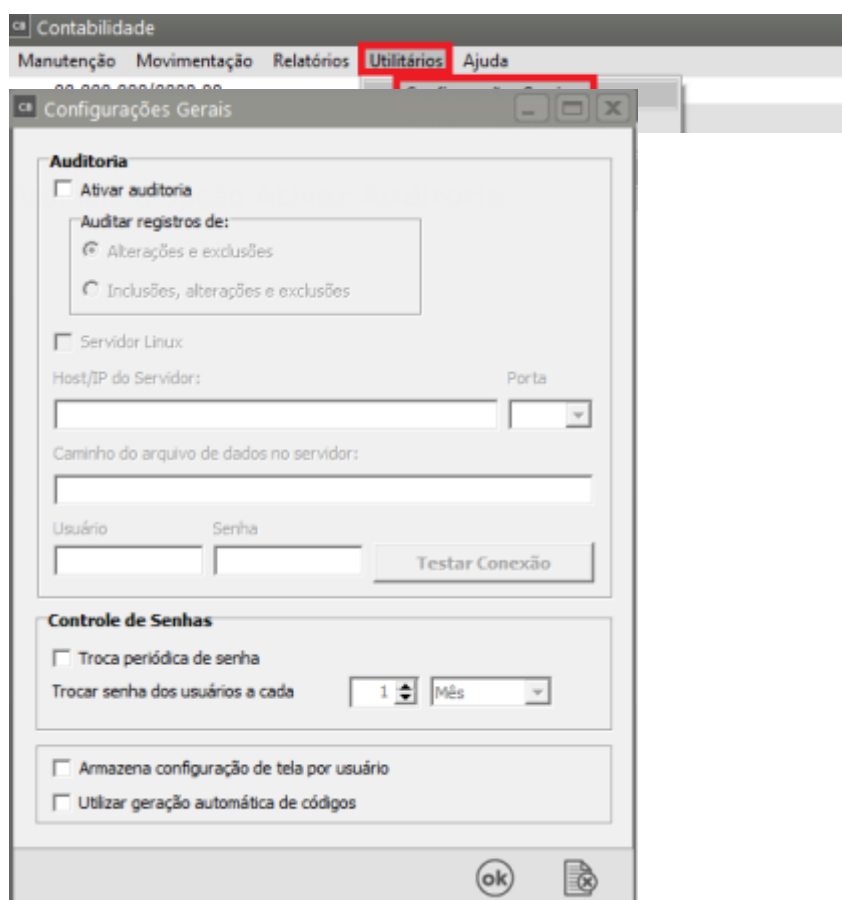 CB Contabilidade
Manutenção Movimentação Relatórios Utilitários Ajuda
CB Configurações Gerais
Auditoria
Ativar auditoria
Auditar registros de:
Alterações e exclusões
Inclusões, alterações e exclusões
Servidor Linux
Host/IP do Servidor: Porta
Caminho do arquivo de dados no servidor:
Usuário Senha
Testar Conexão
Controle de Senhas
Troca periódica de senha
Trocar senha dos usuários a cada 1 Mês
Armazena configuração de tela por usuário
Utilizar geração automática de códigos
ok